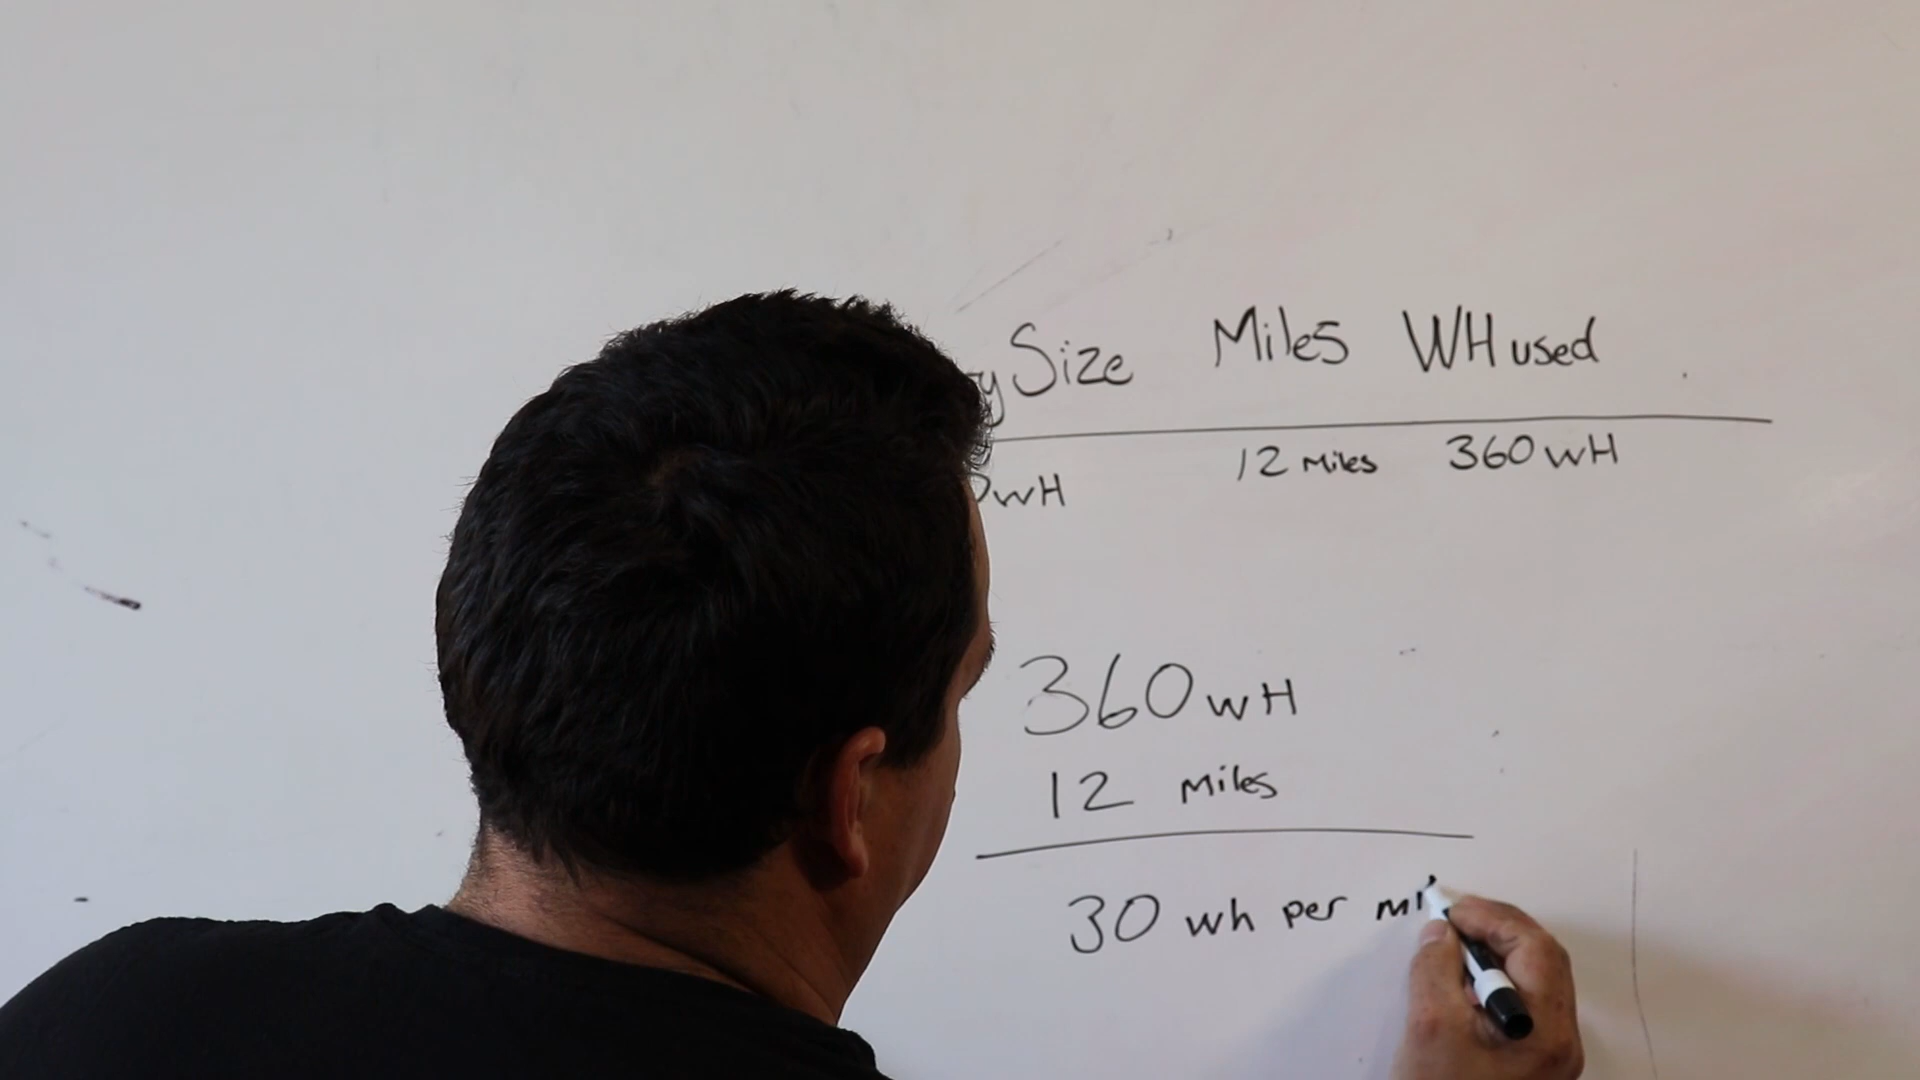 Size Miles WH used
WH 12 miles 360 WH
360 WH
12 miles
30 wh per mi